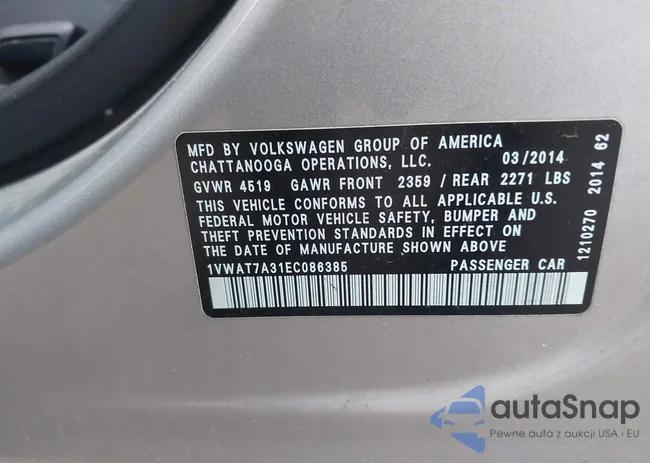 MFD BY VOLKSWAGEN GROUP OF AMERICA
CHATTANOOGA OPERATIONS, LLC. 03/2014
GVWR 4519 GAWR FRONT 2359 / REAR 2271 LBS
THIS VEHICLE CONFORMS TO ALL APPLICABLE U.S.
FEDERAL MOTOR VEHICLE SAFETY, BUMPER AND
THEFT PREVENTION STANDARDS IN EFFECT ON
THE DATE OF MANUFACTURE SHOWN ABOVE
1VWAT7A31EC086385 PASSENGER CAR
1210270 2014 62
autoSnap
Pewne auta z aukcji USA i EU